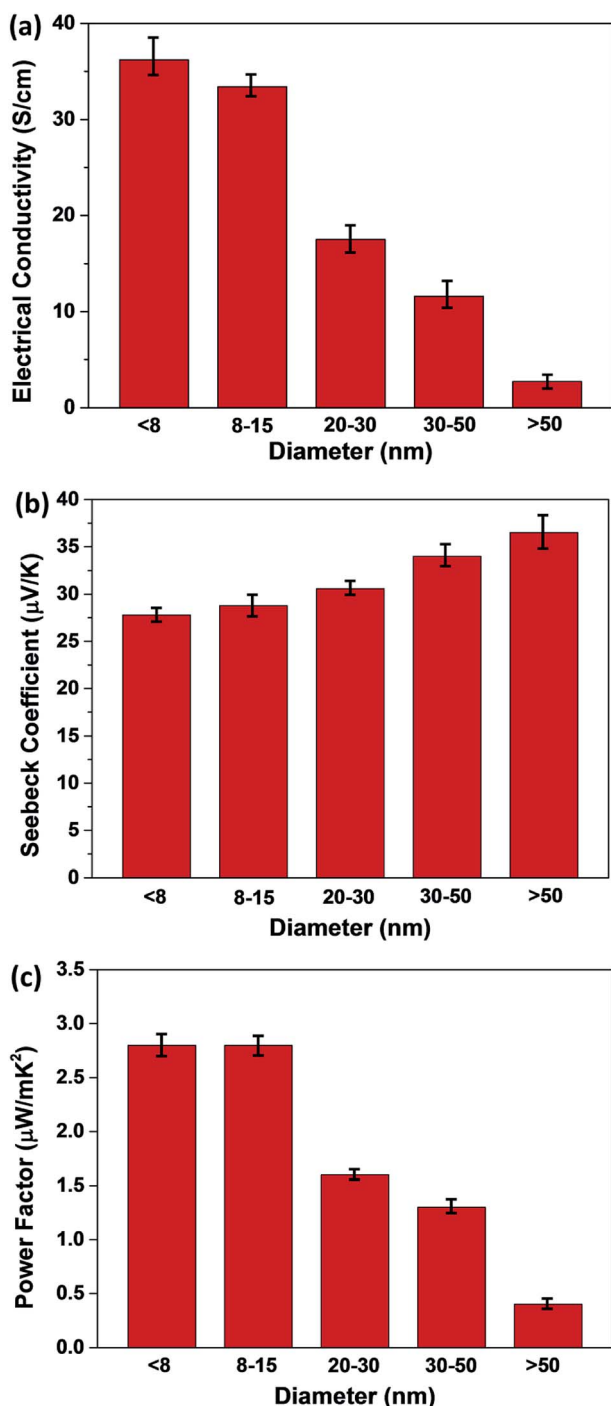 (a)
Electrical Conductivity (S/cm)
40
30
20
10
0
<8 8-15 20-30 30-50 >50
Diameter (nm)
(b)
Seebeck Coefficient (μV/K)
40
35
30
25
20
15
10
5
0
<8 8-15 20-30 30-50 >50
Diameter (nm)
(c)
Power Factor (μW/mK²)
3.5
3.0
2.5
2.0
1.5
1.0
0.5
0.0
<8 8-15 20-30 30-50 >50
Diameter (nm)